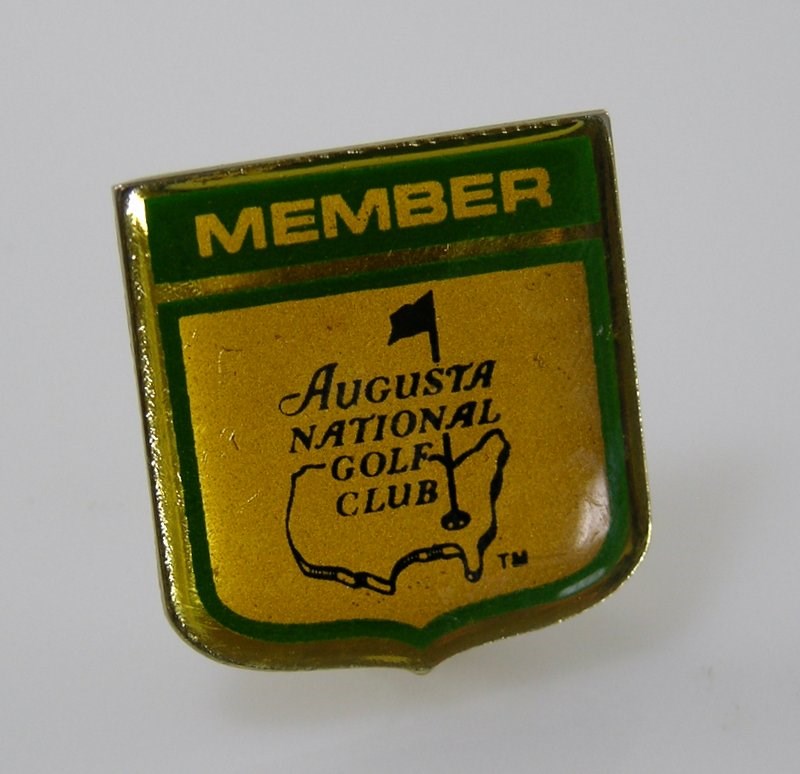 MEMBER
AUGUSTA
NATIONAL
GOLF
CLUB
TM